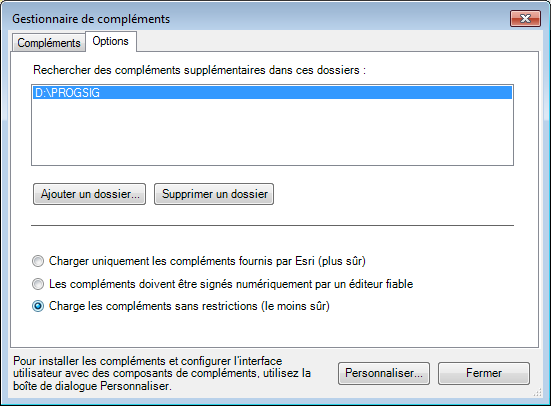 Gestionnaire de compléments
Compléments
Options
Rechercher des compléments supplémentaires dans ces dossiers :
D:\PROGSIG
Ajouter un dossier...
Supprimer un dossier
Charger uniquement les compléments fournis par Esri (plus sûr)
Les compléments doivent être signés numériquement par un éditeur fiable
Charge les compléments sans restrictions (le moins sûr)
Pour installer les compléments et configurer l'interface
utilisateur avec des composants de compléments, utilisez la
boîte de dialogue Personnaliser.
Personnaliser...
Fermer